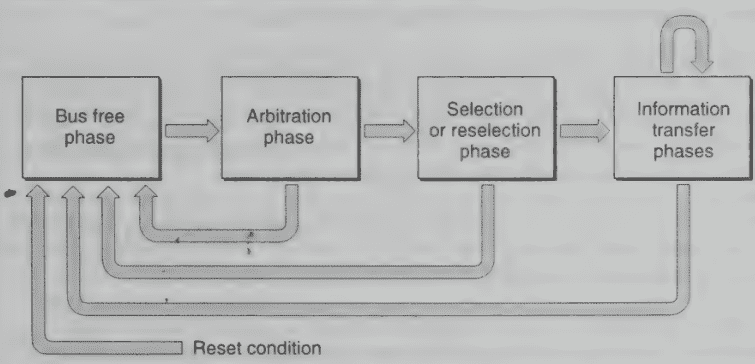 Bus free
phase
Arbitration
phase
Selection
or reselection
phase
Information
transfer
phases
Reset condition